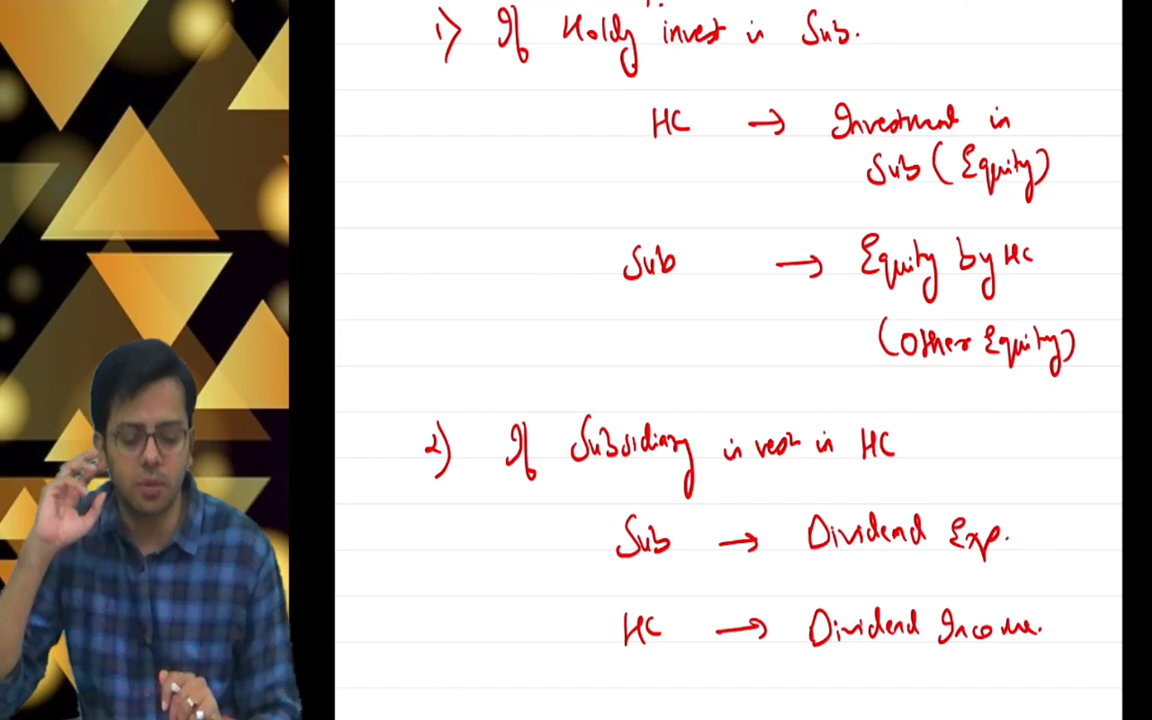 1) If Holdg invest in Sub.
HC → Investment in
Sub (Equity)
Sub → Equity by HC
(Other Equity)
2) If Subsidiary invest in HC
Sub → Dividend Exp.
HC → Dividend Income.